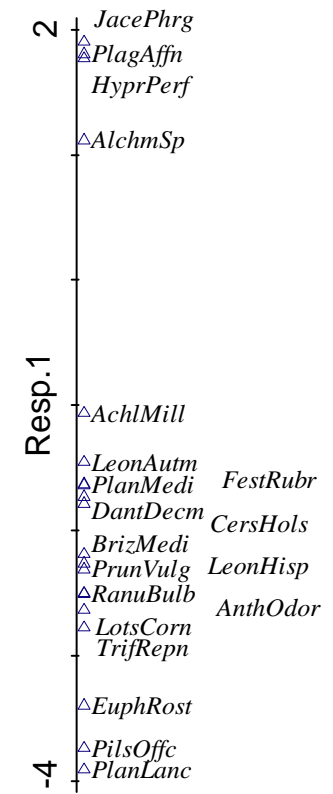 2
JacePhrg
PlagAffn
HyprPerf
AlchmSp
Resp.1
AchlMill
LeonAutm
PlanMedi FestRubr
DantDecm CersHols
BrizMedi
PrunVulg LeonHisp
RanuBulb AnthOdor
LotsCorn
TrifRepn
EuphRost
PilsOffc
PlanLanc
-4